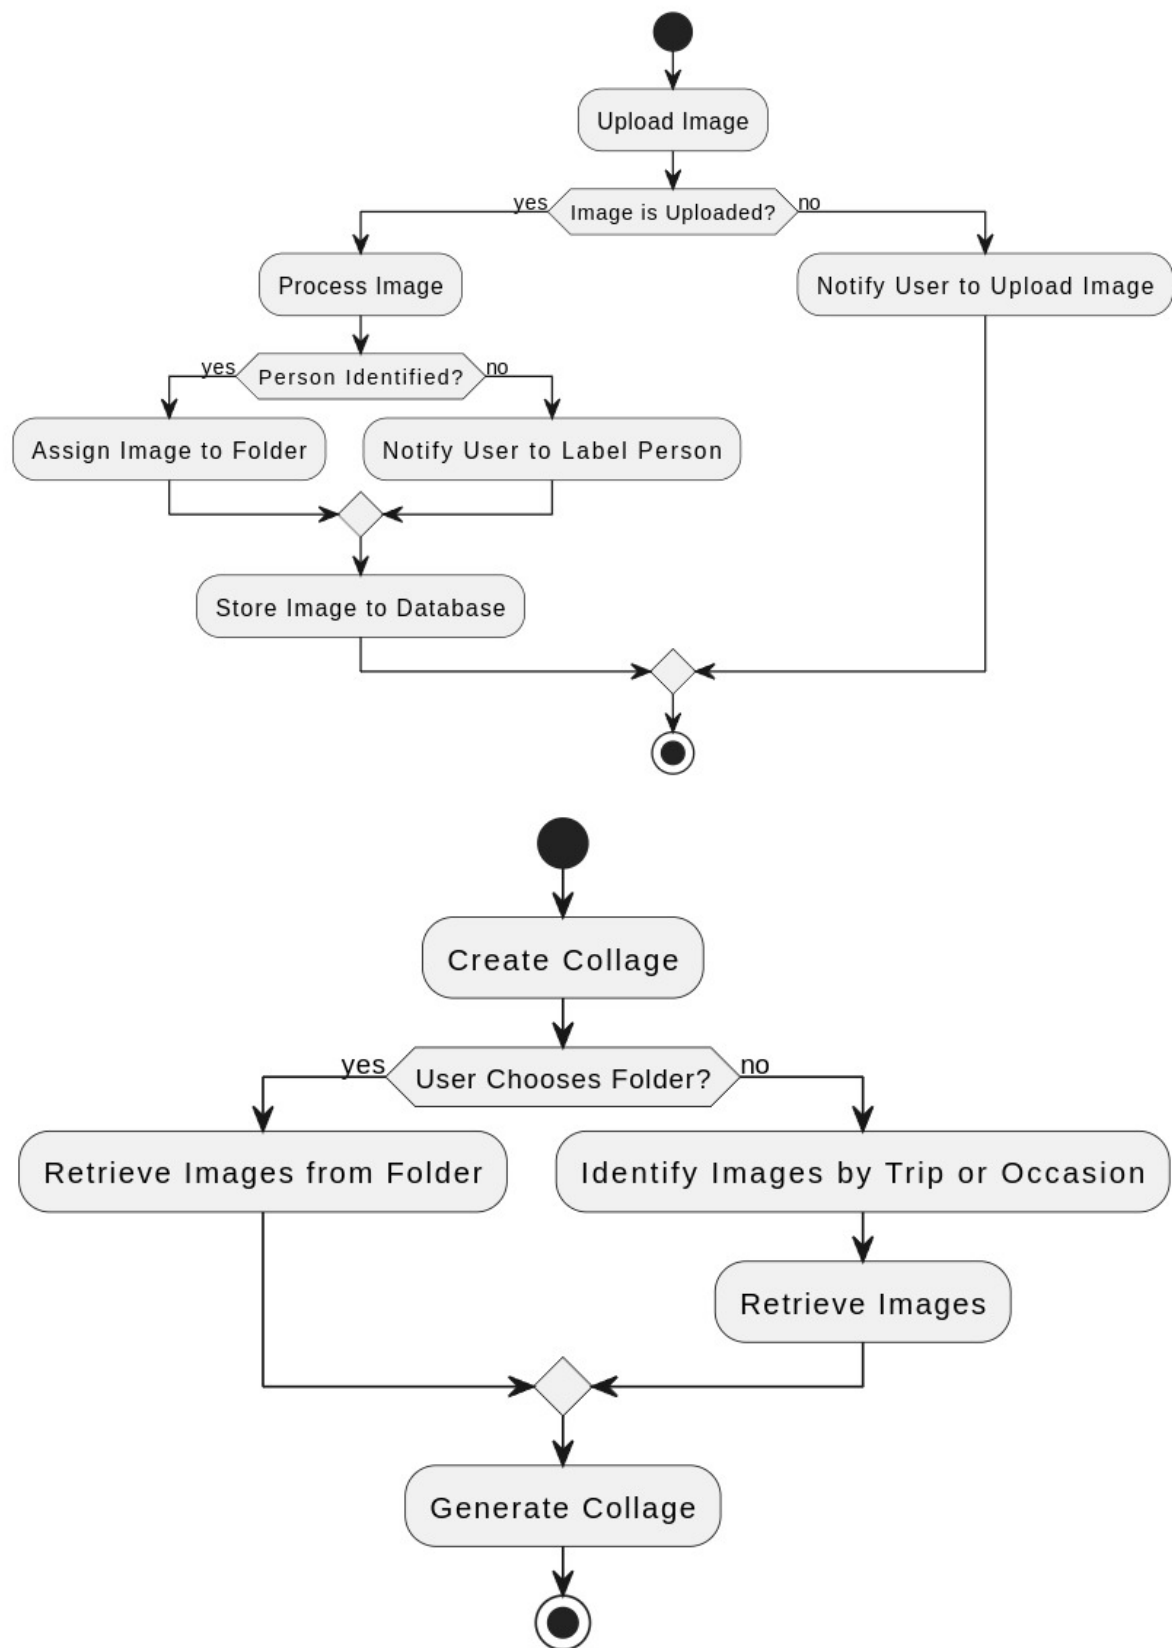 Upload Image
yes
Image is Uploaded?
no
Process Image
Notify User to Upload Image
yes
Person Identified?
no
Assign Image to Folder
Notify User to Label Person
Store Image to Database
Create Collage
yes
User Chooses Folder?
no
Retrieve Images from Folder
Identify Images by Trip or Occasion
Retrieve Images
Generate Collage